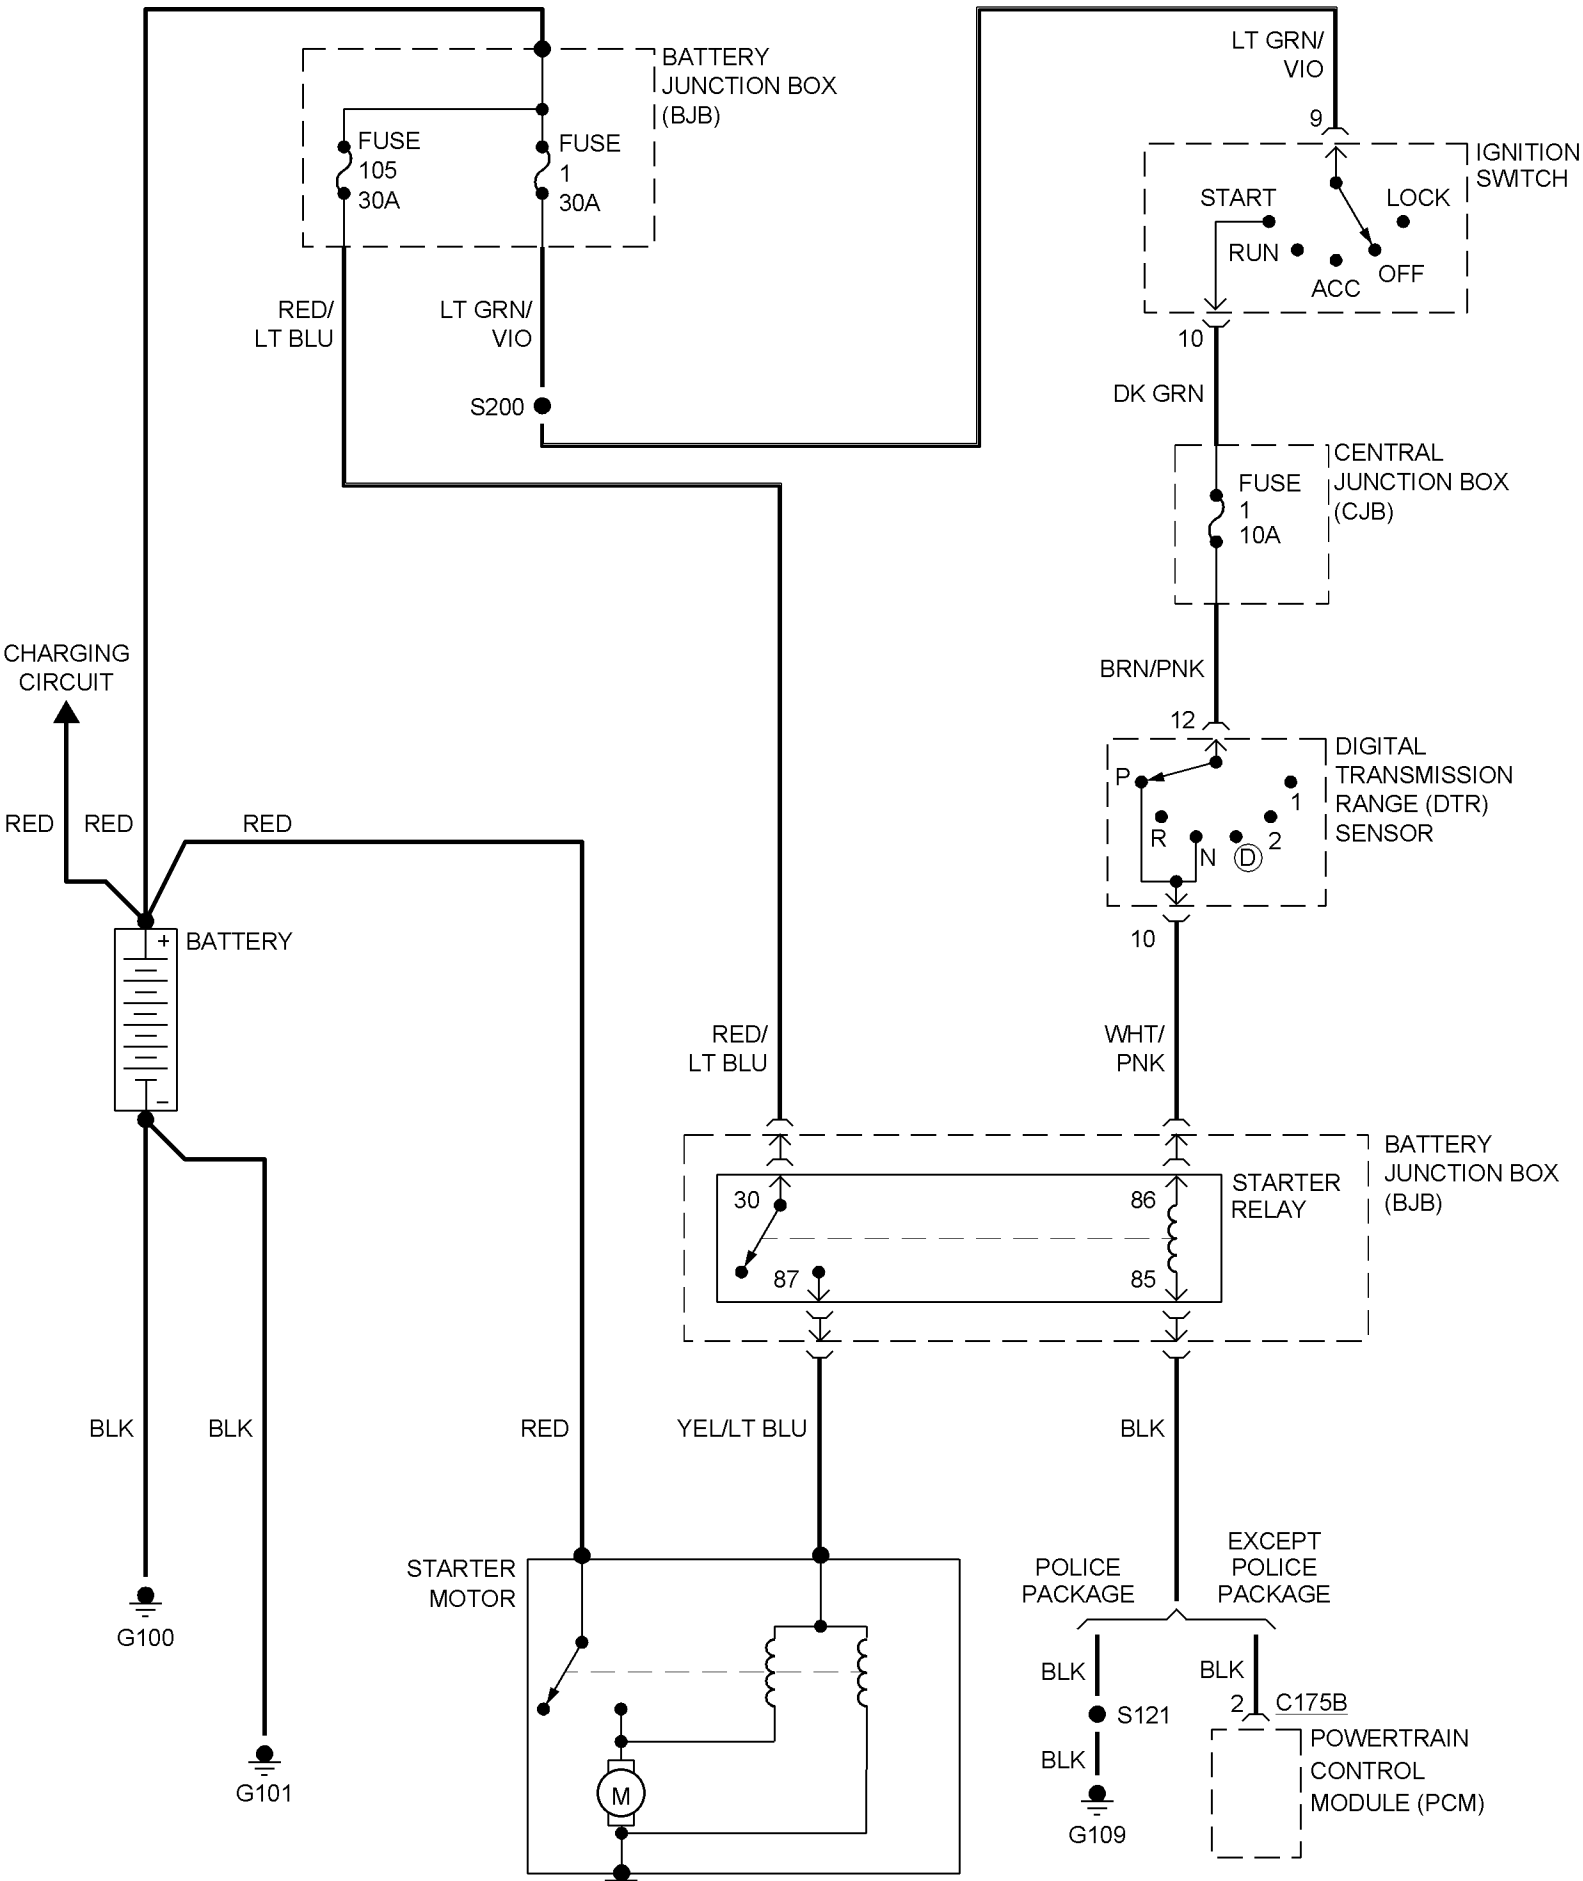 BATTERY
JUNCTION BOX
(BJB)
FUSE
105
30A
FUSE
1
30A
RED/
LT BLU
LT GRN/
VIO
S200
LT GRN/
VIO
9
IGNITION
SWITCH
START
LOCK
RUN
ACC
OFF
10
DK GRN
CENTRAL
JUNCTION BOX
(CJB)
FUSE
1
10A
BRN/PNK
12
DIGITAL
TRANSMISSION
RANGE (DTR)
SENSOR
P
R
N
D
2
1
10
CHARGING
CIRCUIT
RED
RED
RED
+
BATTERY
–
RED/
LT BLU
WHT/
PNK
BATTERY
JUNCTION BOX
(BJB)
STARTER
RELAY
30
86
87
85
BLK
BLK
RED
YEL/LT BLU
BLK
G100
G101
STARTER
MOTOR
M
POLICE
PACKAGE
EXCEPT
POLICE
PACKAGE
BLK
S121
BLK
G109
BLK
2
C175B
POWERTRAIN
CONTROL
MODULE (PCM)